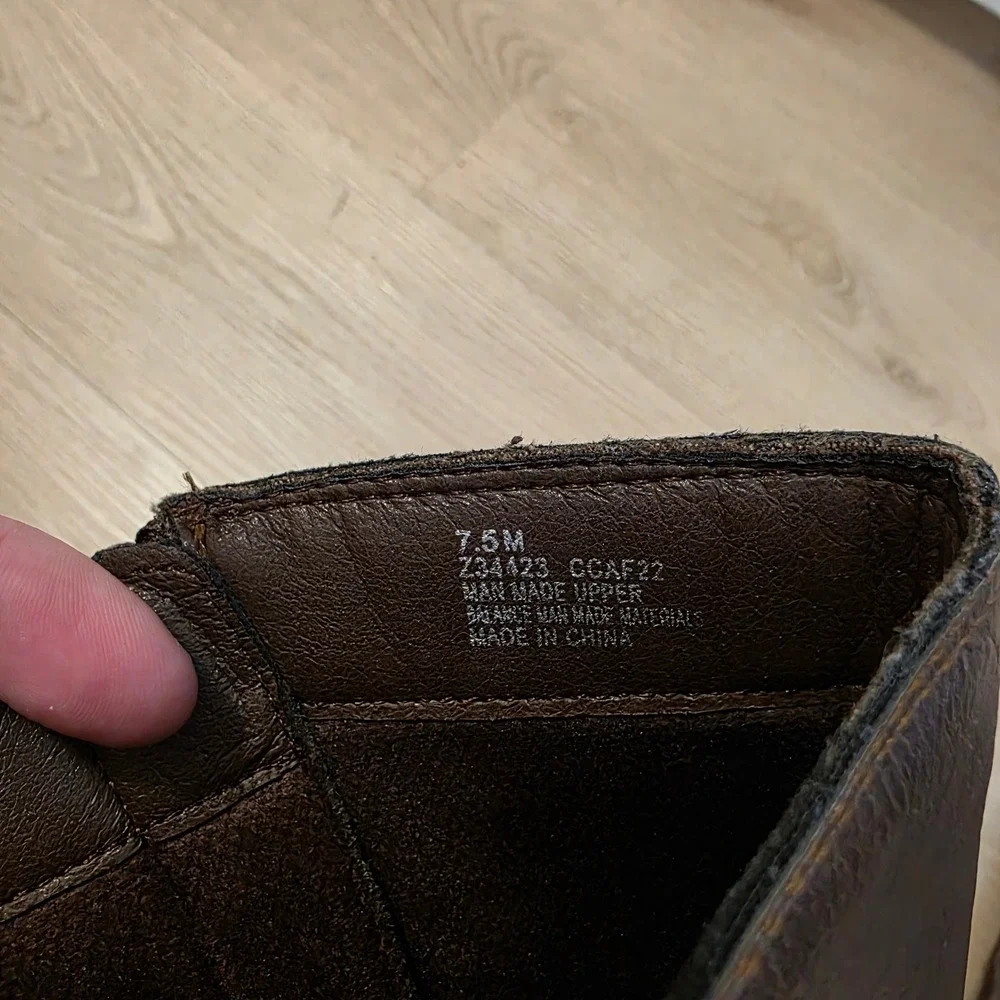 7.5M
Z34423 CCAF22
MAN MADE UPPER
BALANCE MAN MADE MATERIALS
MADE IN CHINA